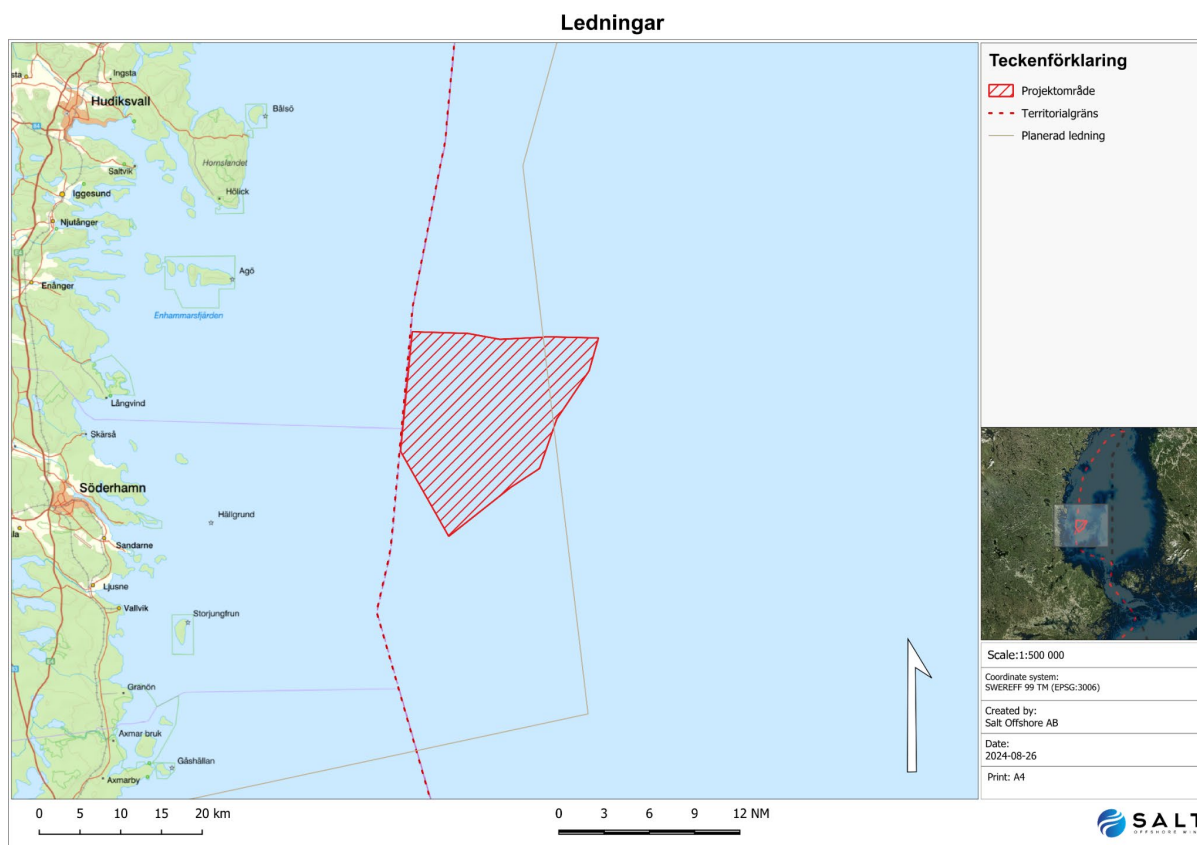 Ledningar
Ingsta
Hudiksvall
Bålsö
Hornslandet
Saltvik
Hölick
Iggesund
Njutånger
Agö
Enånger
Enhammarsfjärden
Långvind
Skärså
Söderhamn
Hällgrund
Sandarne
Ljusne
Vallvik
Storjungfrun
Granön
Axmar bruk
Gåshällan
Axmarby
Teckenförklaring
Projektområde
Territorialgräns
Planerad ledning
Scale:1:500 000
Coordinate system:
SWEREFF 99 TM (EPSG:3006)
Created by:
Salt Offshore AB
Date:
2024-08-26
Print: A4
0 5 10 15 20 km
0 3 6 9 12 NM
SALT
OFFSHORE WIN